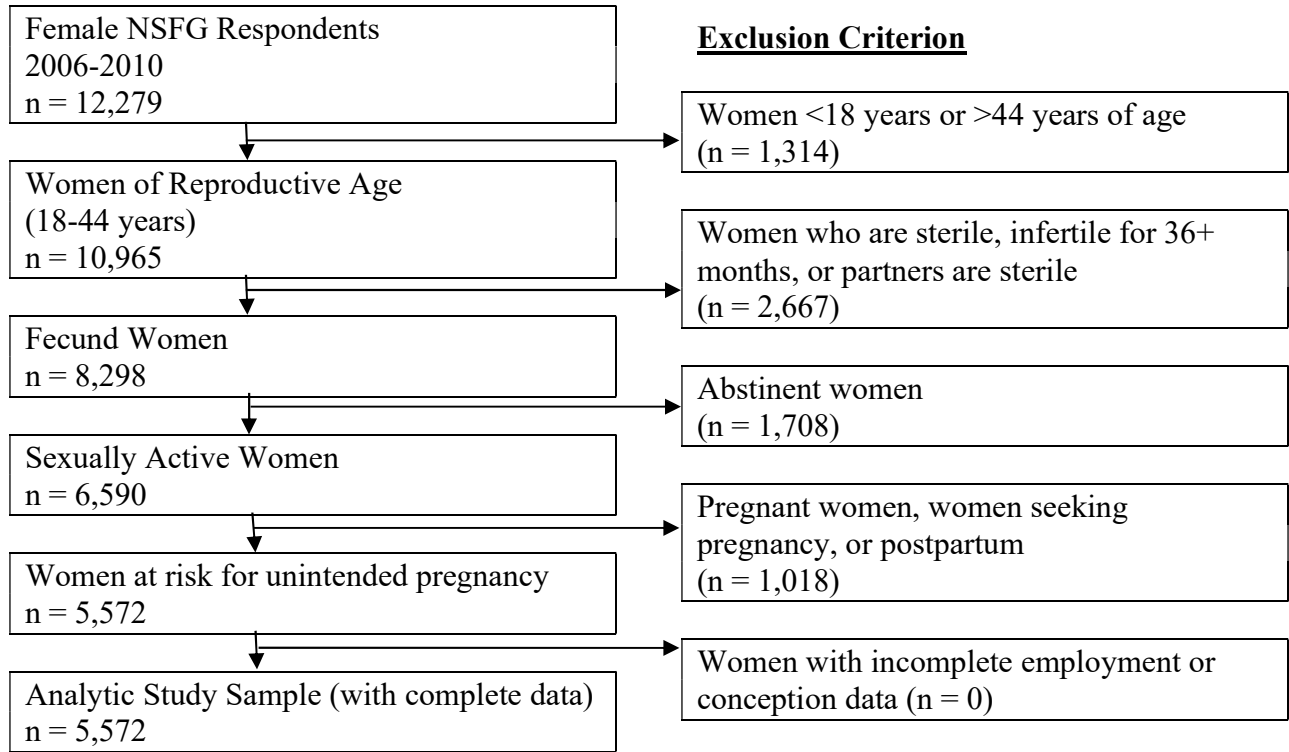 Female NSFG Respondents
2006-2010
n = 12,279
Exclusion Criterion
Women <18 years or >44 years of age
(n = 1,314)
Women of Reproductive Age
(18-44 years)
n = 10,965
Women who are sterile, infertile for 36+
months, or partners are sterile
(n = 2,667)
Fecund Women
n = 8,298
Abstinent women
(n = 1,708)
Sexually Active Women
n = 6,590
Pregnant women, women seeking
pregnancy, or postpartum
(n = 1,018)
Women at risk for unintended pregnancy
n = 5,572
Women with incomplete employment or
conception data (n = 0)
Analytic Study Sample (with complete data)
n = 5,572